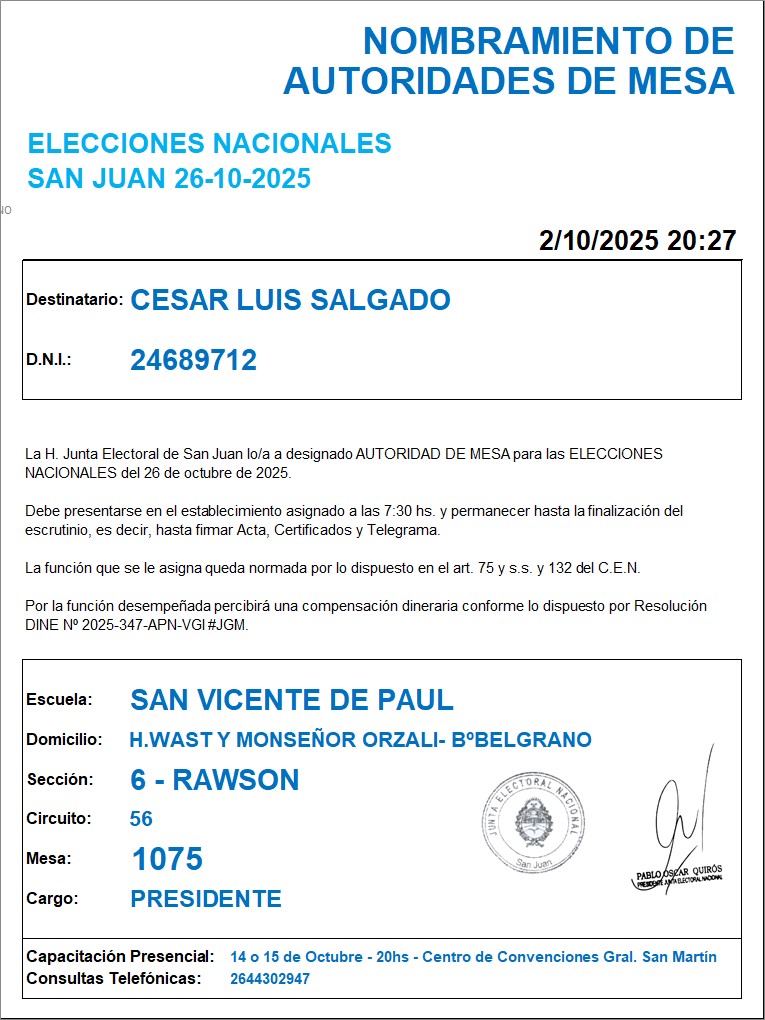 NOMBRAMIENTO DE
AUTORIDADES DE MESA
ELECCIONES NACIONALES
SAN JUAN 26-10-2025
NO
2/10/2025 20:27
Destinatario: CESAR LUIS SALGADO
D.N.I.: 24689712
La H. Junta Electoral de San Juan lo/a a designado AUTORIDAD DE MESA para las ELECCIONES
NACIONALES del 26 de octubre de 2025.
Debe presentarse en el establecimiento asignado a las 7:30 hs. y permanecer hasta la finalización del
escrutinio, es decir, hasta firmar Acta, Certificados y Telegrama.
La función que se le asigna queda normada por lo dispuesto en el art. 75 y s.s. y 132 del C.E.N.
Por la función desempeñada percibirá una compensación dineraria conforme lo dispuesto por Resolución
DINE Nº 2025-347-APN-VGI#JGM.
Escuela: SAN VICENTE DE PAUL
Domicilio: H.WAST Y MONSEÑOR ORZALI- BºBELGRANO
Sección: 6 - RAWSON
Circuito: 56
Mesa: 1075
Cargo: PRESIDENTE
JUNTA ELECTORAL NACIONAL
San Juan
PABLO OSCAR QUIRÓS
PRESIDENTE JUNTA ELECTORAL NACIONAL
Capacitación Presencial: 14 o 15 de Octubre - 20hs - Centro de Convenciones Gral. San Martín
Consultas Telefónicas: 2644302947